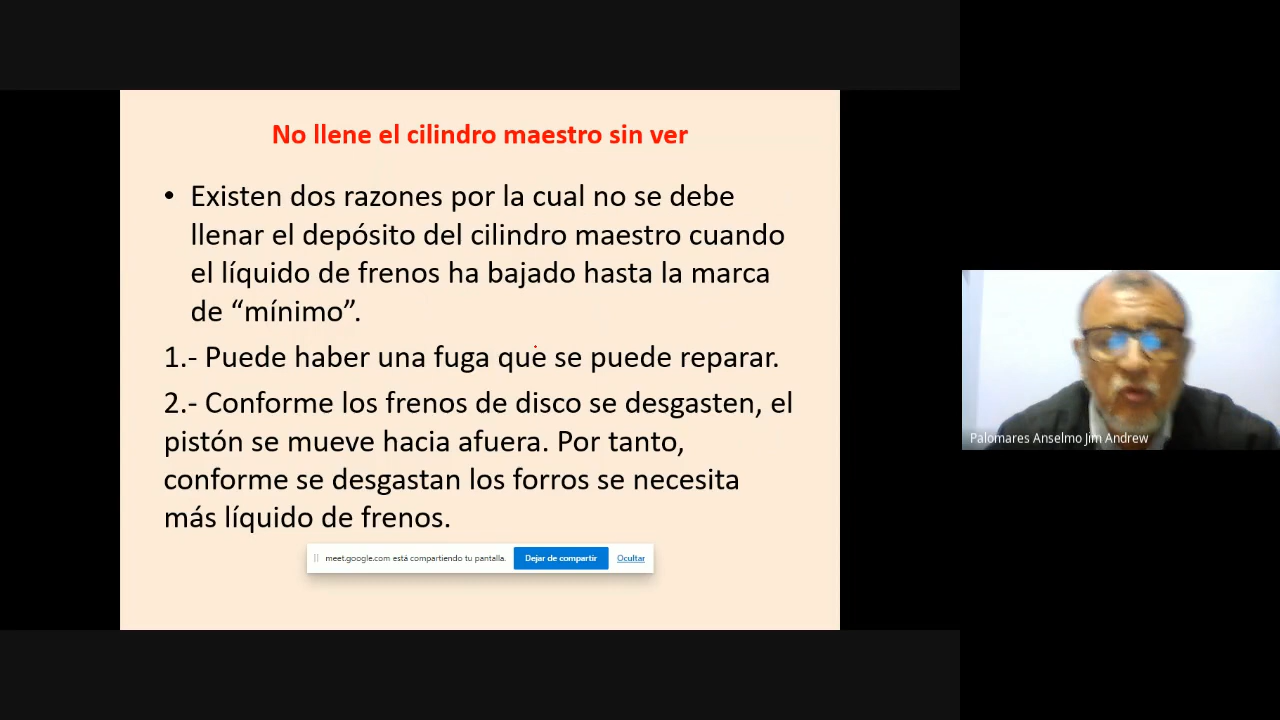 No llene el cilindro maestro sin ver
• Existen dos razones por la cual no se debe
llenar el depósito del cilindro maestro cuando
el líquido de frenos ha bajado hasta la marca
de “mínimo”.
1.- Puede haber una fuga que se puede reparar.
2.- Conforme los frenos de disco se desgasten, el
pistón se mueve hacia afuera. Por tanto,
conforme se desgastan los forros se necesita
más líquido de frenos.
meet.google.com está compartiendo tu pantalla. Dejar de compartir Ocultar
Palomares Anselmo Jim Andrew